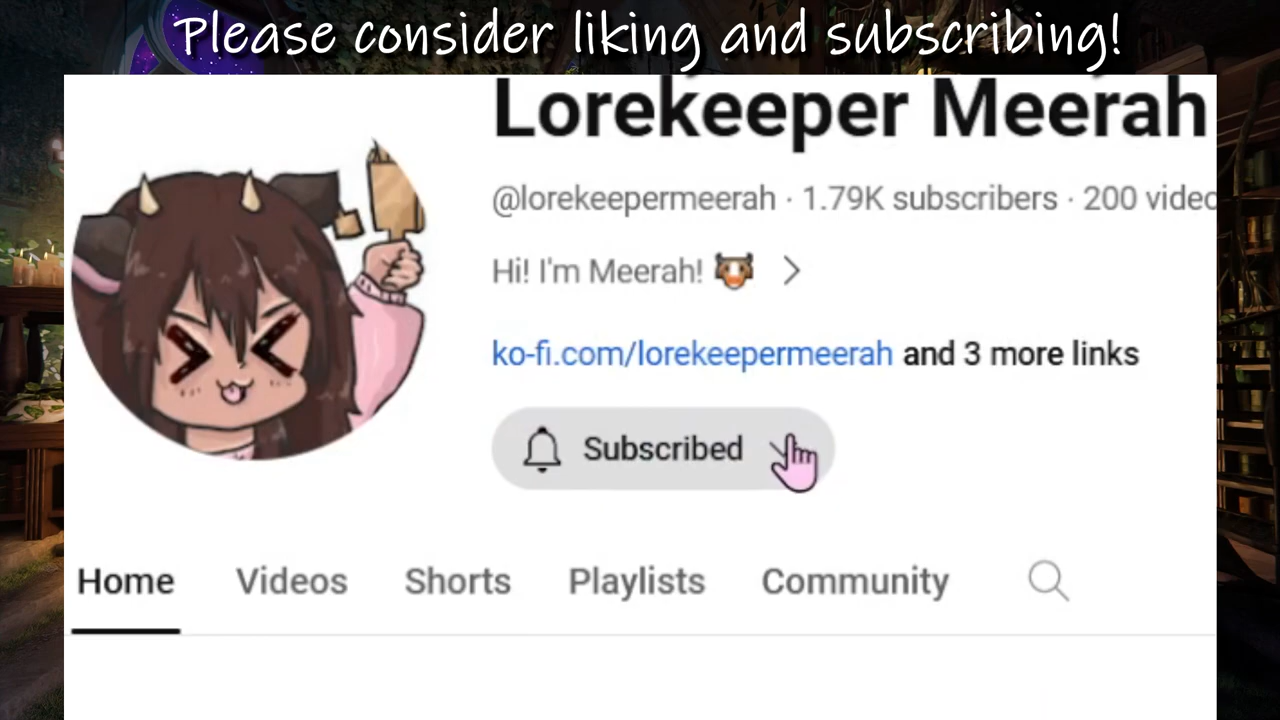 Please consider liking and subscribing!
Lorekeeper Meerah
@lorekeepermeerah · 1.79K subscribers · 200 videc
Hi! I'm Meerah!
ko-fi.com/lorekeepermeerah and 3 more links
Subscribed
Home Videos Shorts Playlists Community